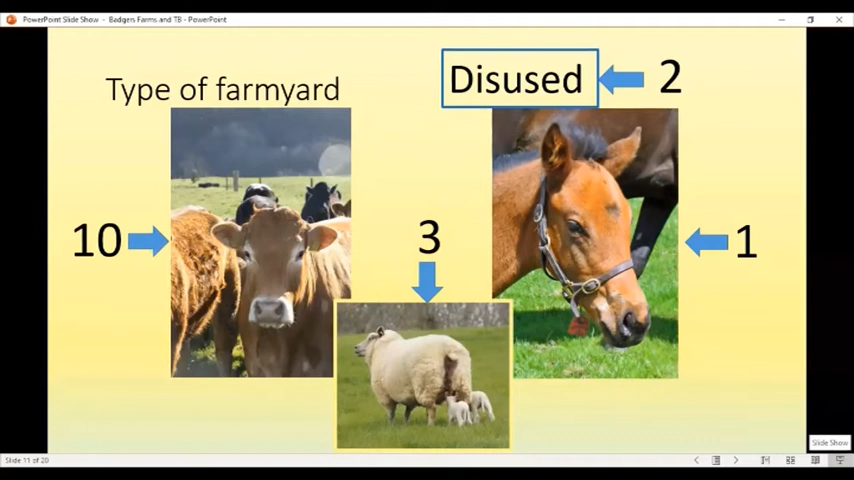 PowerPoint Slide Show - Badgers Farms and TB - PowerPoint
Type of farmyard
Disused
2
10
3
1
Slide Show
Slide 11 of 20